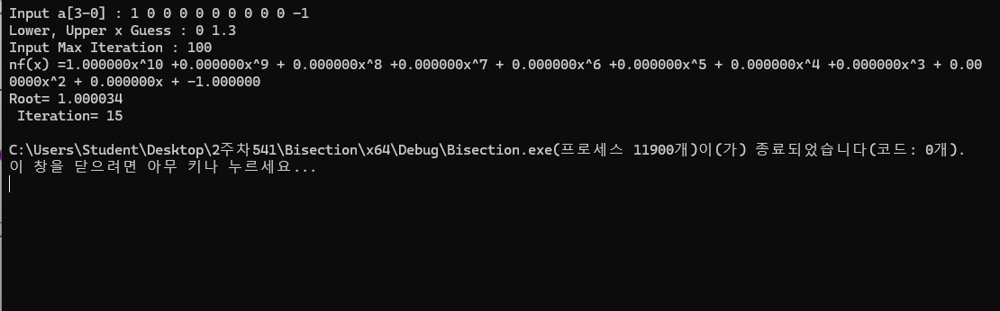 Input a[3-0] : 1 0 0 0 0 0 0 0 0 0 -1
Lower, Upper x Guess : 0 1.3
Input Max Iteration : 100
nf(x) =1.000000x^10 +0.000000x^9 + 0.000000x^8 +0.000000x^7 + 0.000000x^6 +0.000000x^5 + 0.000000x^4 +0.000000x^3 + 0.00
0000x^2 + 0.000000x + -1.000000
Root= 1.000034
 Iteration= 15
C:\Users\Student\Desktop\2주차541\Bisection\x64\Debug\Bisection.exe(프로세스 11900개)이(가) 종료되었습니다(코드: 0개).
이 창을 닫으려면 아무 키나 누르세요...